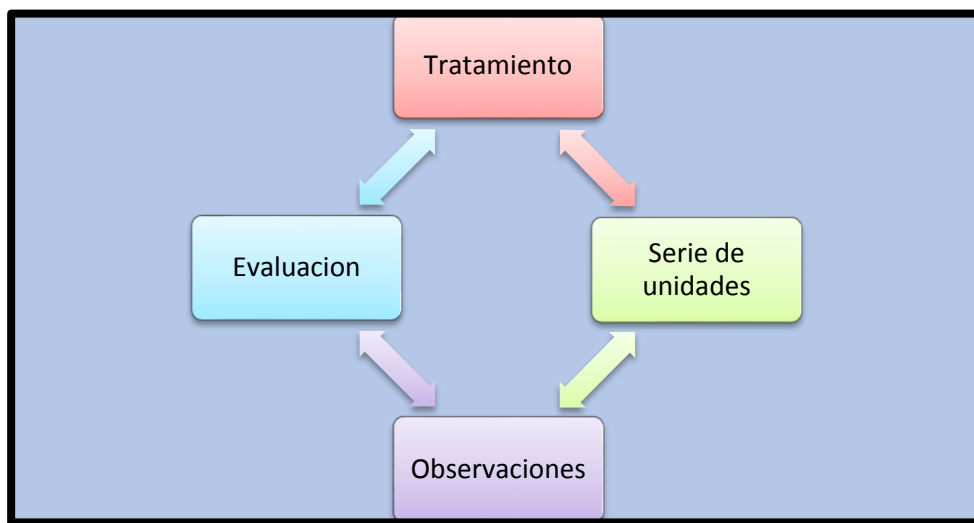 Tratamiento
Evaluacion
Serie de
unidades
Observaciones